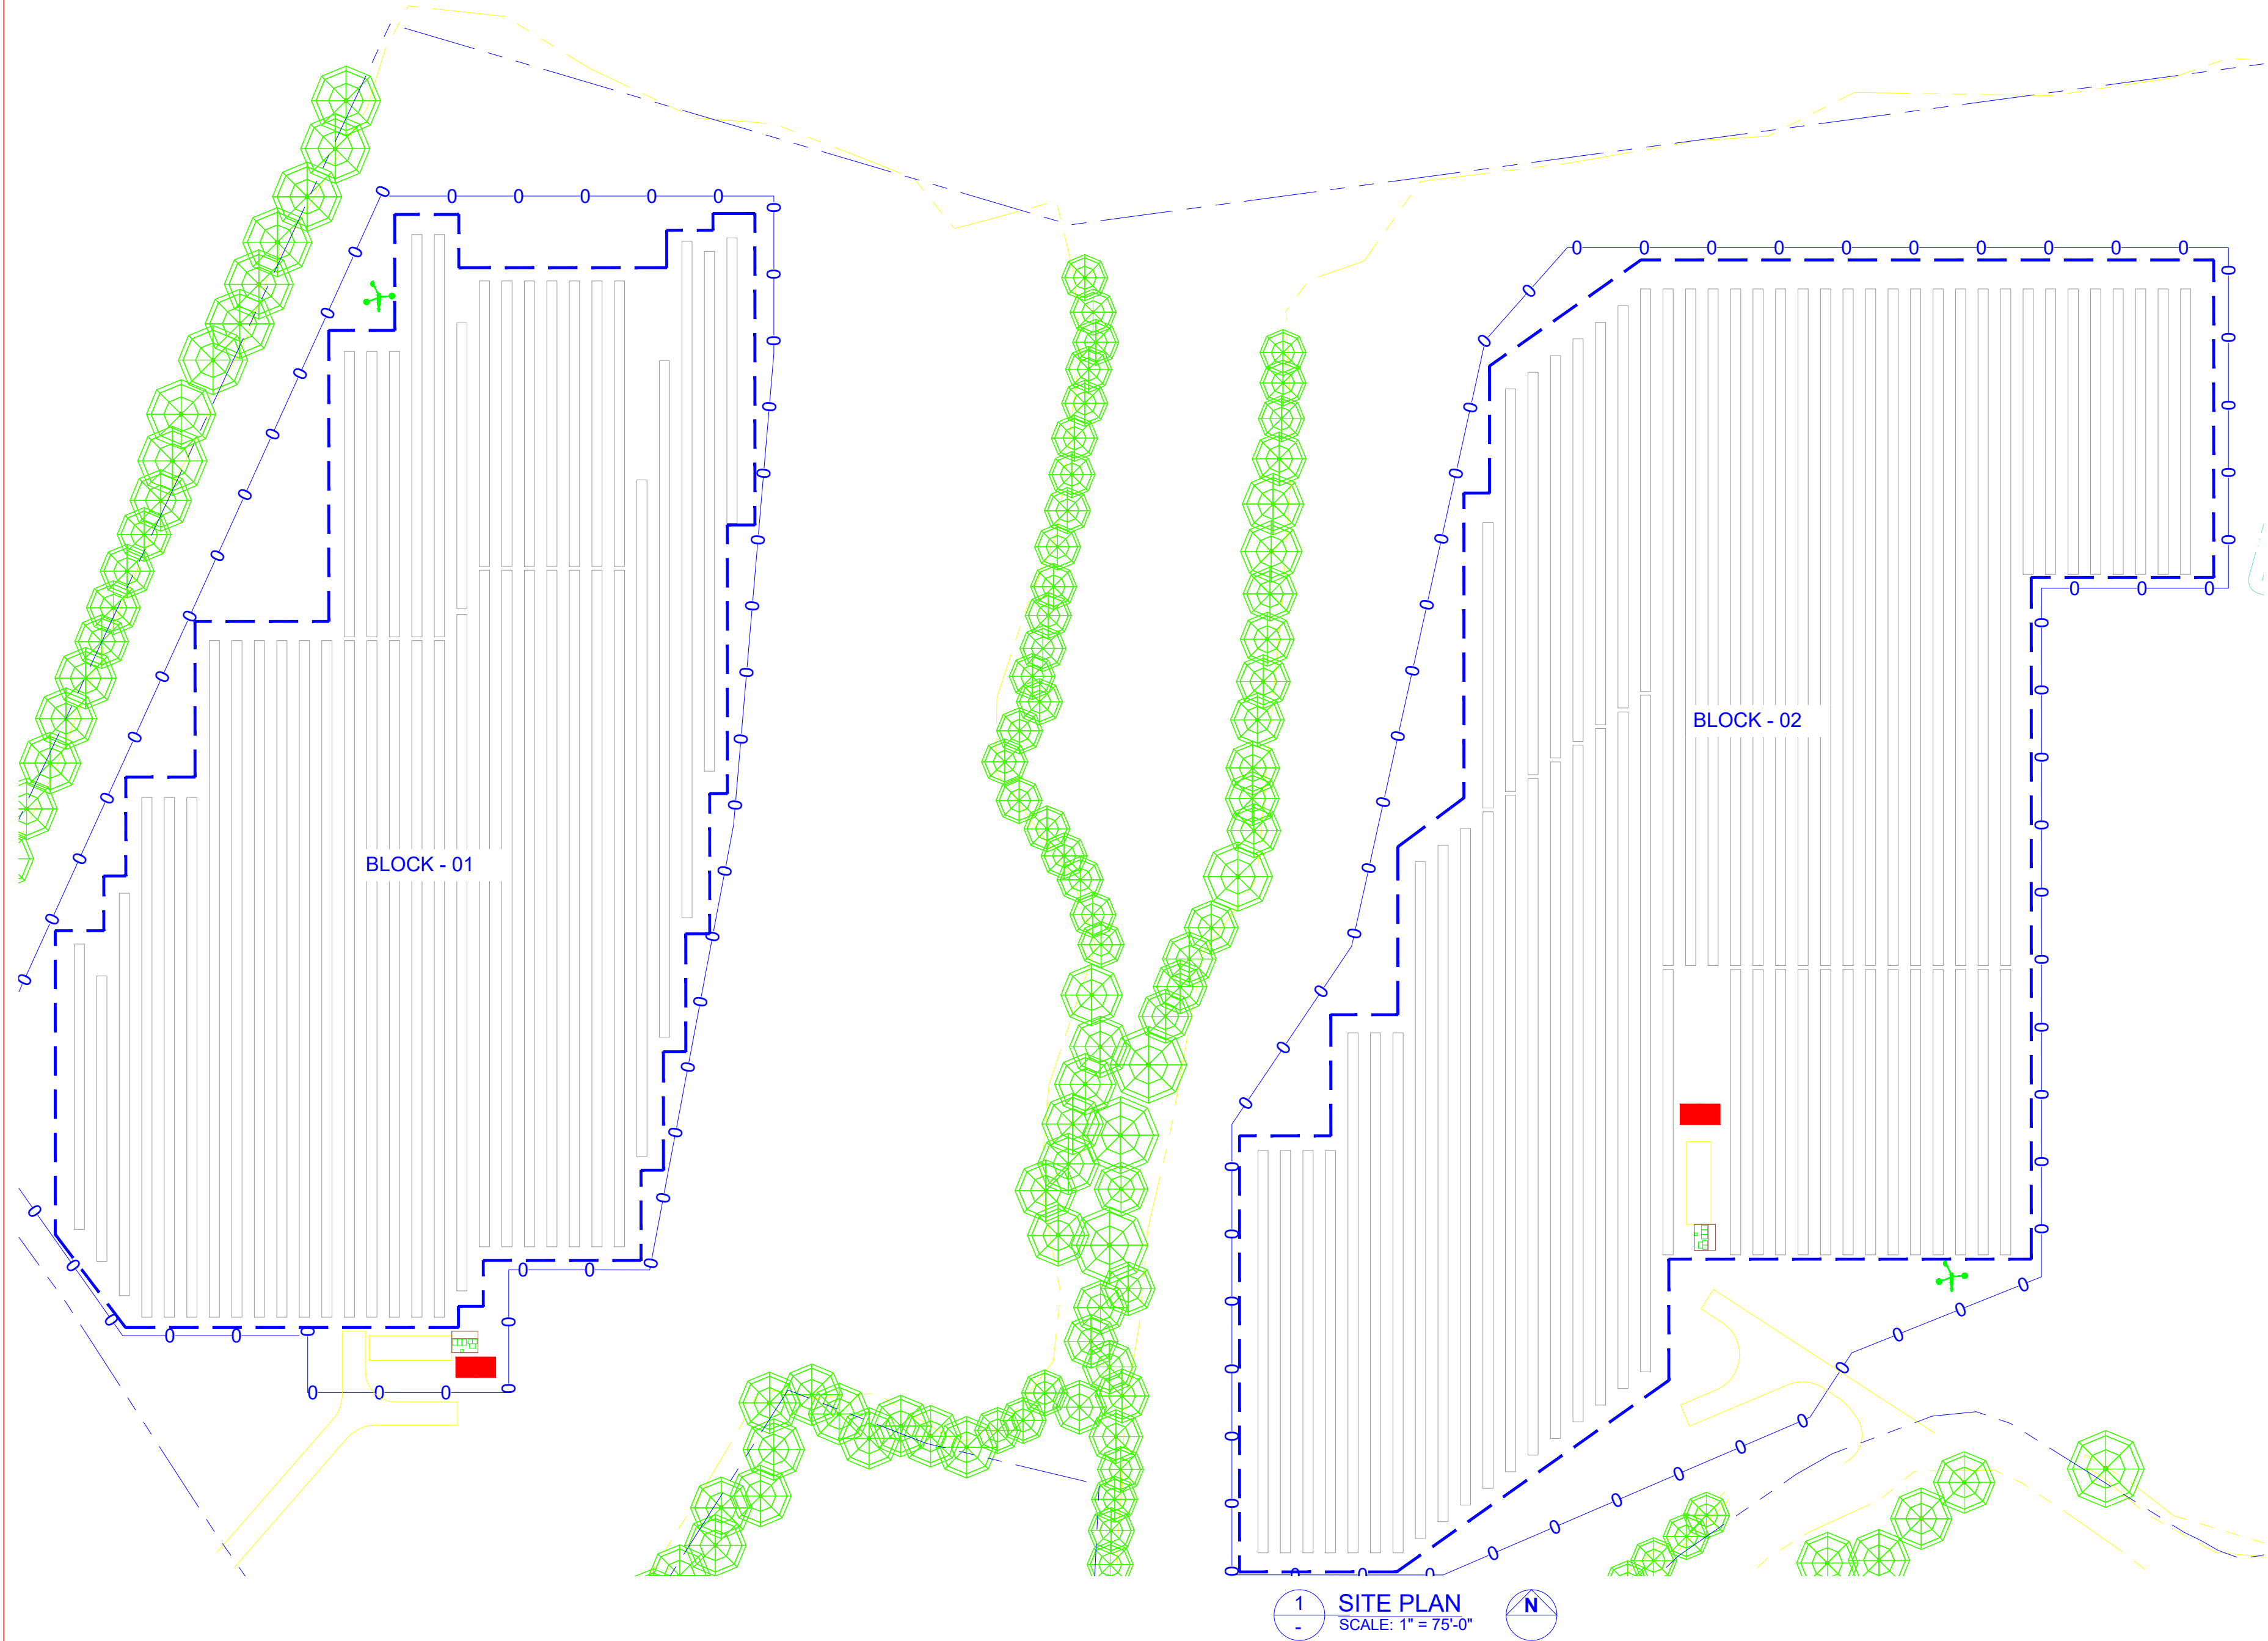 BLOCK - 01
BLOCK - 02
1
-
SITE PLAN
SCALE: 1" = 75'-0"
N